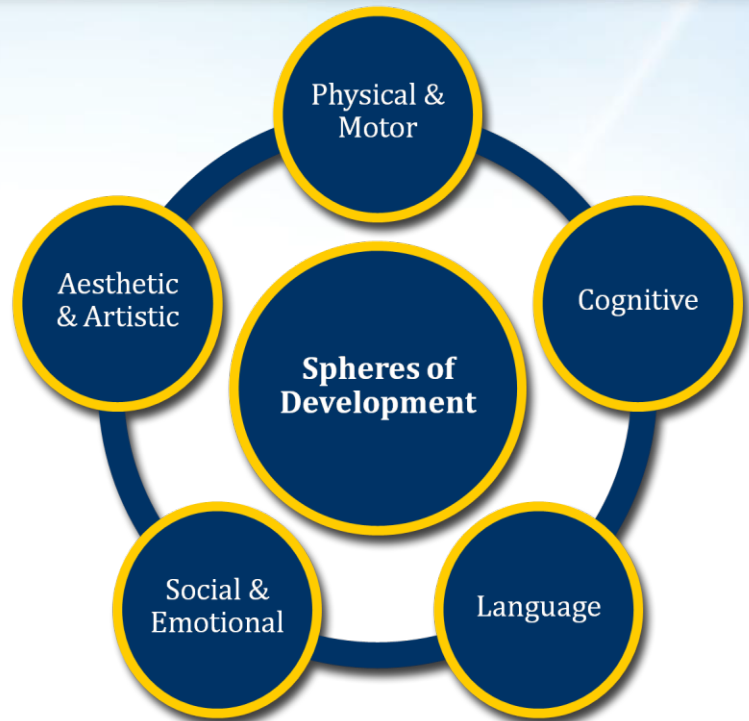 Physical &
Motor
Cognitive
Language
Social &
Emotional
Aesthetic
& Artistic
Spheres of
Development